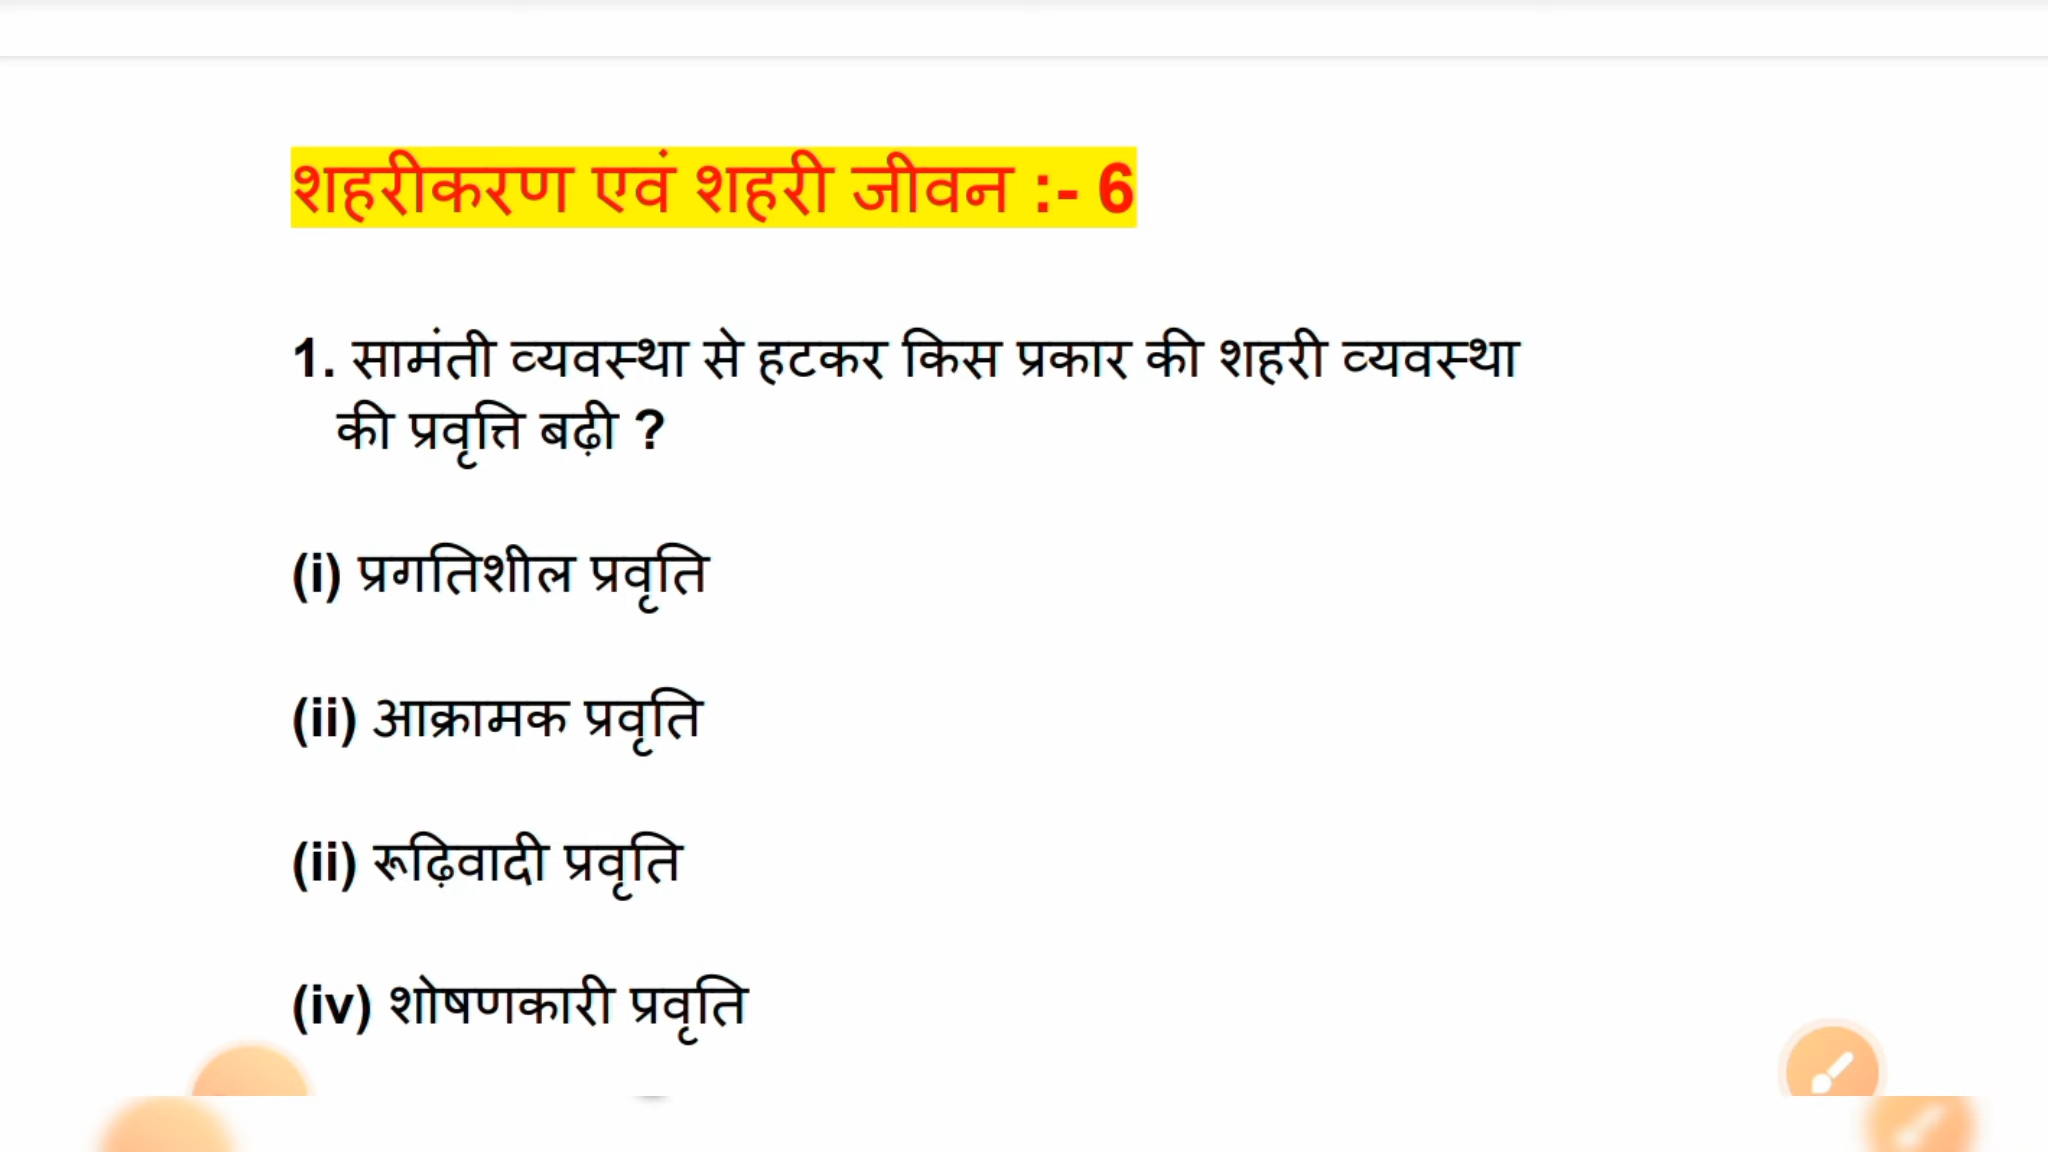 शहरीकरण एवं शहरी जीवन :- 6
1. सामंती व्यवस्था से हटकर किस प्रकार की शहरी व्यवस्था
की प्रवृत्ति बढ़ी ?
(i) प्रगतिशील प्रवृति
(ii) आक्रामक प्रवृति
(ii) रूढ़िवादी प्रवृति
(iv) शोषणकारी प्रवृति